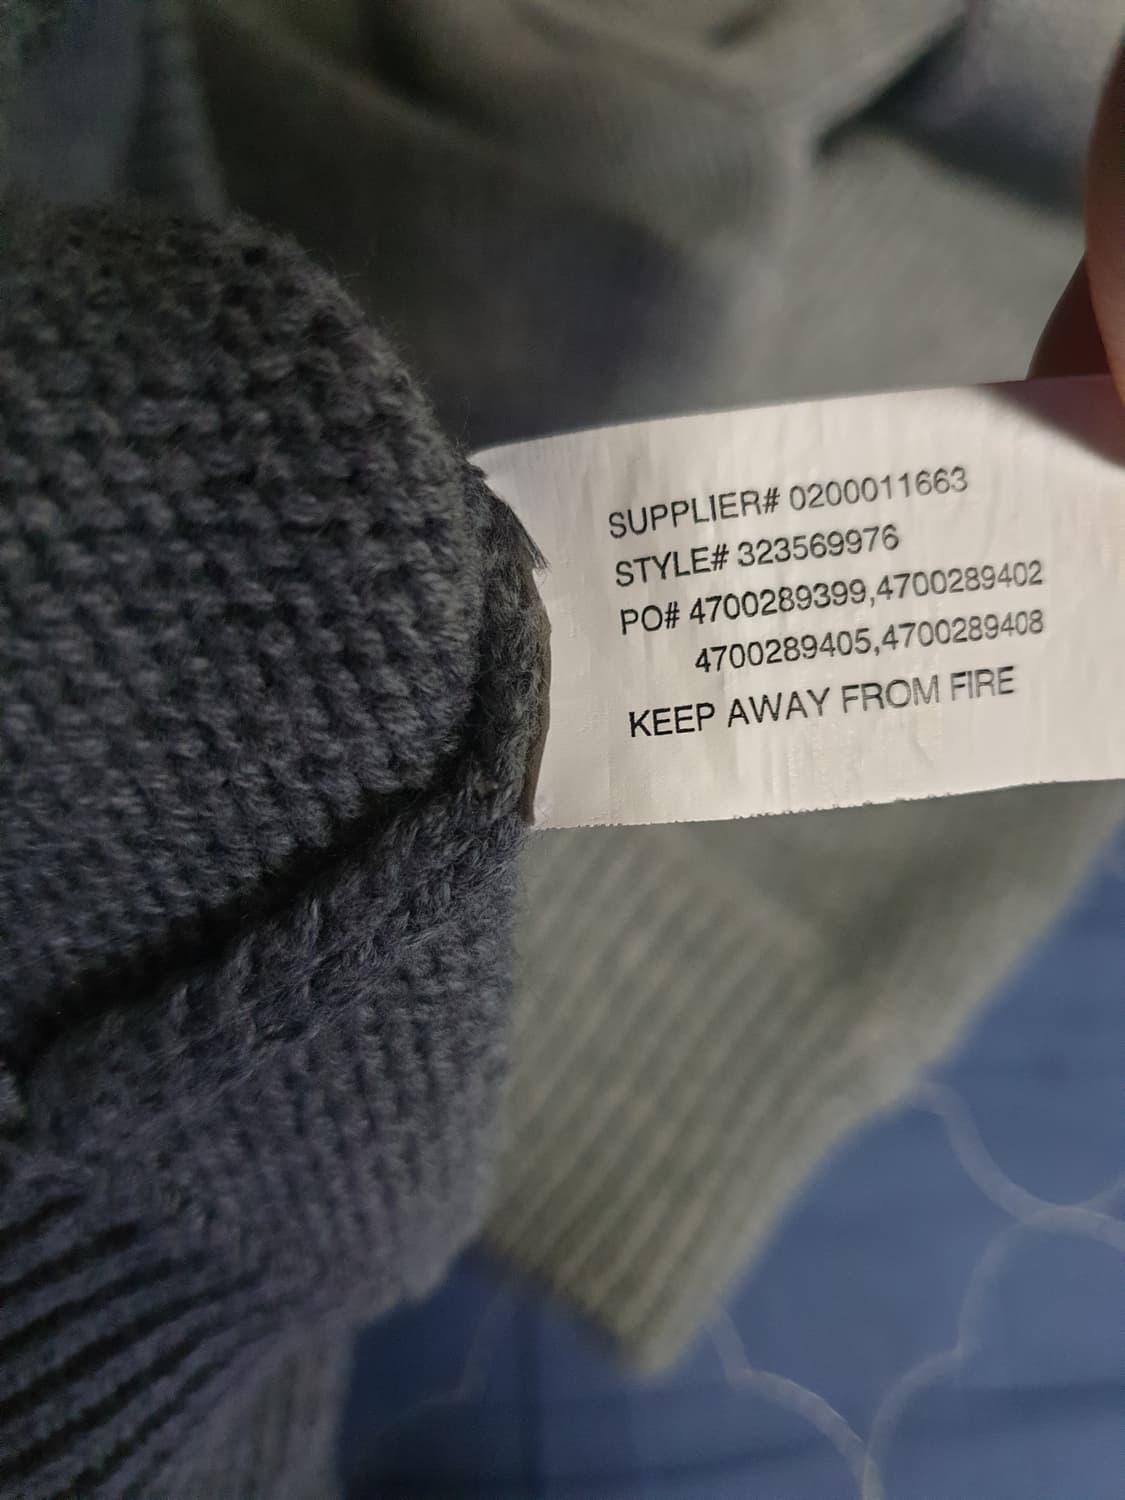 SUPPLIER# 0200011663
STYLE# 323569976
PO# 4700289399,4700289402
4700289405,4700289408
KEEP AWAY FROM FIRE